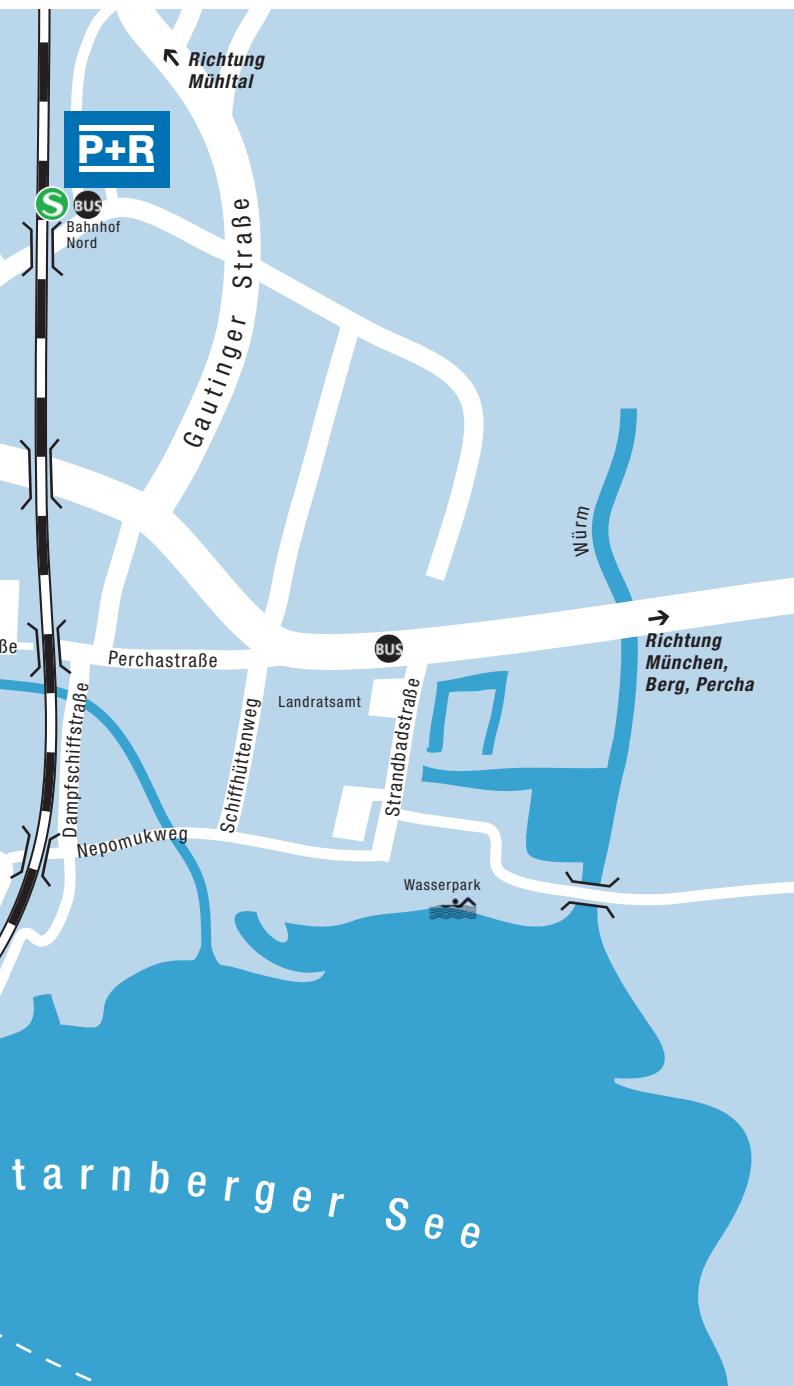 Richtung
Mühltal
P+R
S
BUS
Bahnhof
Nord
Gautinger Straße
Würm
BUS
Richtung
München,
Berg, Percha
ße
Perchastraße
Landratsamt
Dampfschiffstraße
Schiffhüttenweg
Strandbadstraße
Nepomukweg
Wasserpark
tarnberger See